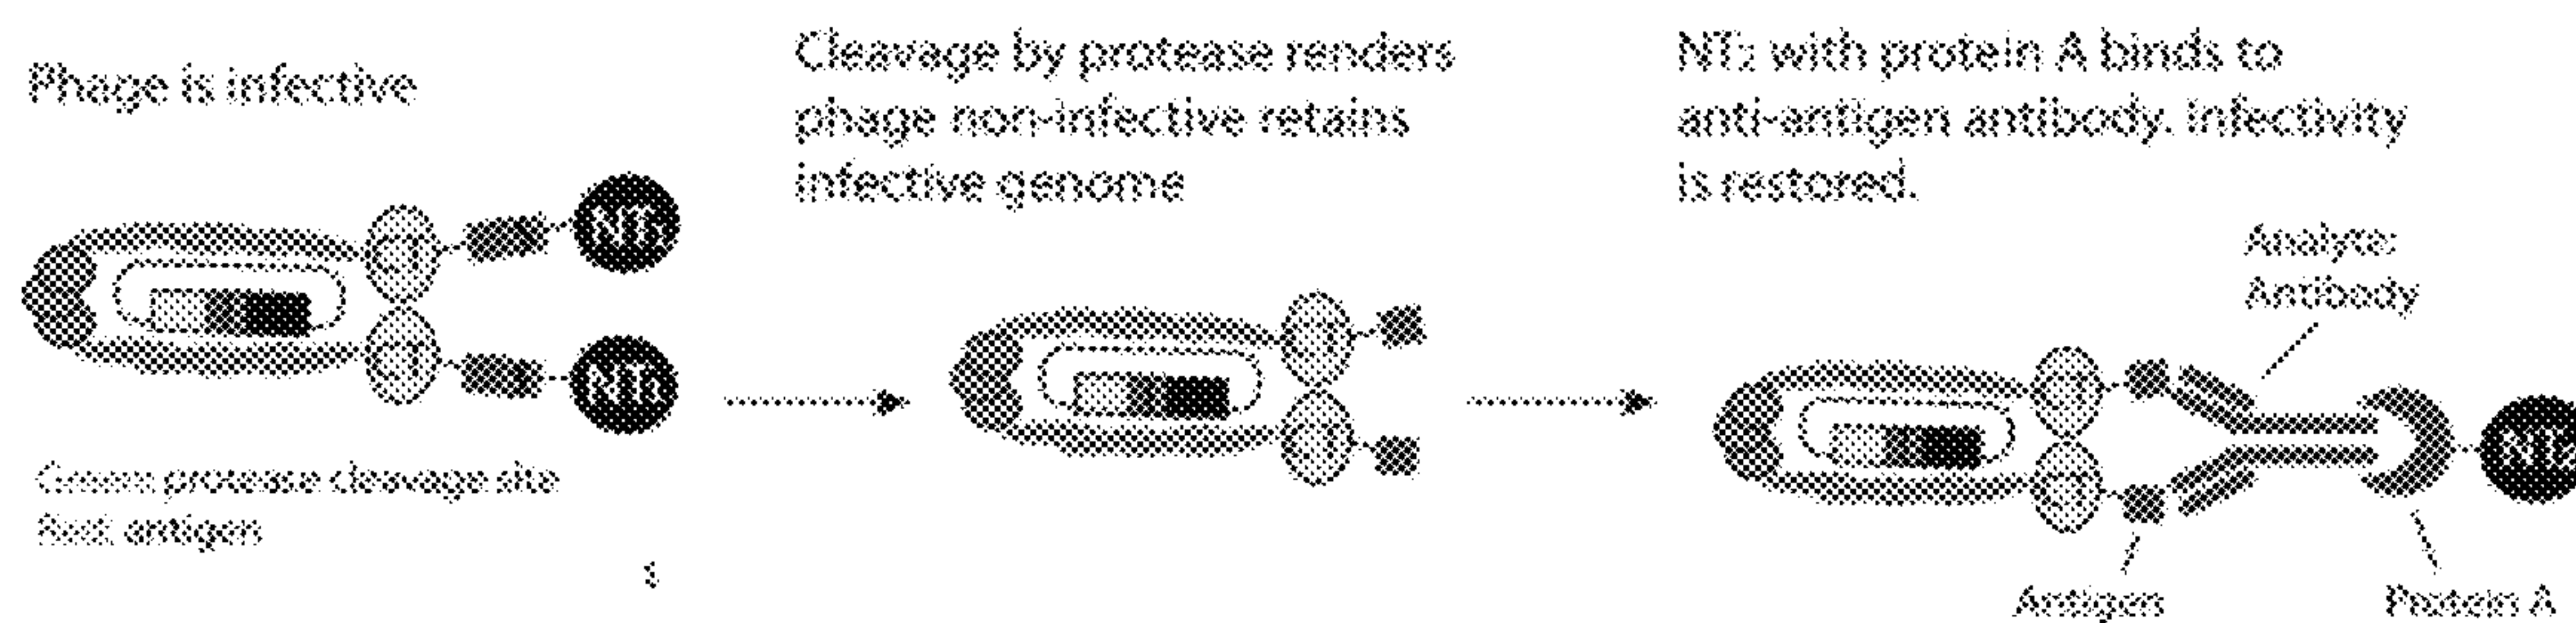 Phage is infective
Cleavage by protease renders
phage non-infective retains
infective genome
NT2 with protein A binds to
anti-antigen antibody. Infectivity
is restored.
Analyte:
Antibody
protease cleavage site
antigen
Antigen
Protein A